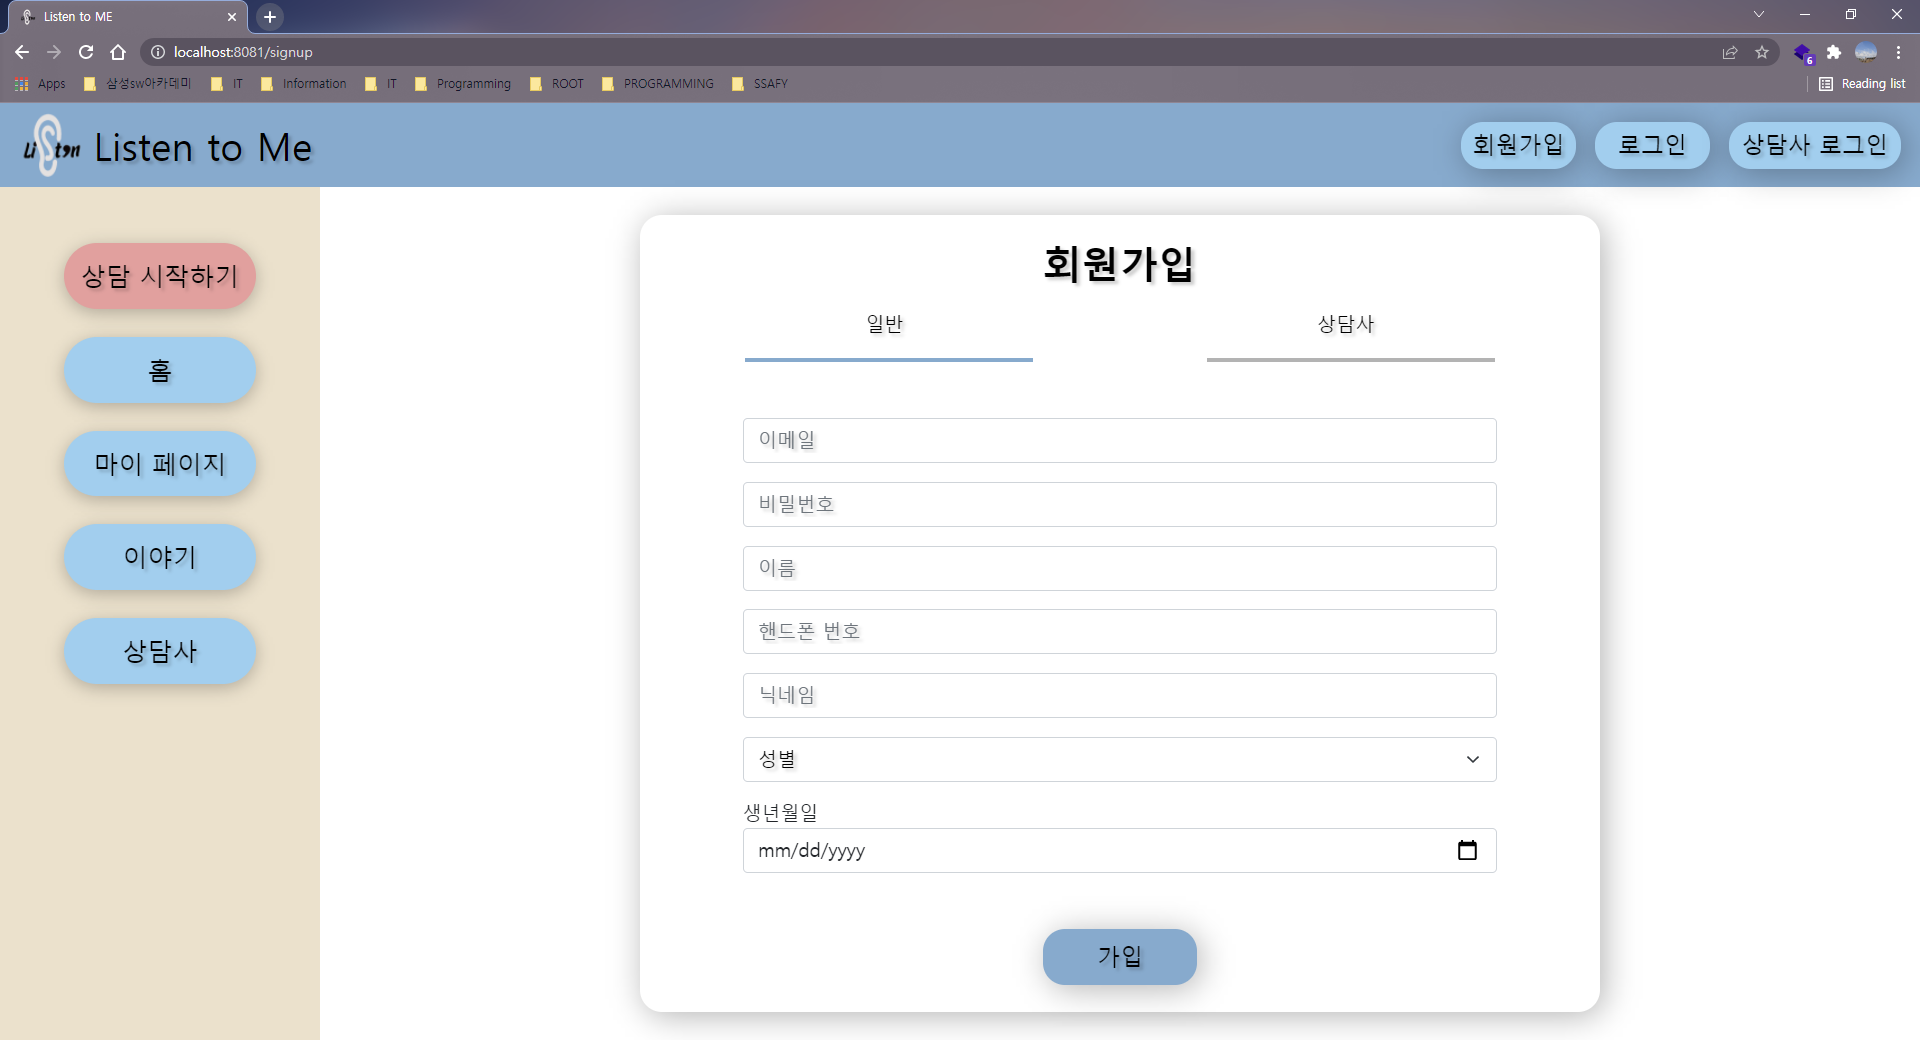 Listen to ME
localhost:8081/signup
6
Apps 삼성sw아카데미 IT Information IT Programming ROOT PROGRAMMING SSAFY Reading list
Liston Listen to Me 회원가입 로그인 상담사 로그인
상담 시작하기
홈
마이 페이지
이야기
상담사
회원가입
일반 상담사
이메일
비밀번호
이름
핸드폰 번호
닉네임
성별
생년월일
mm/dd/yyyy
가입